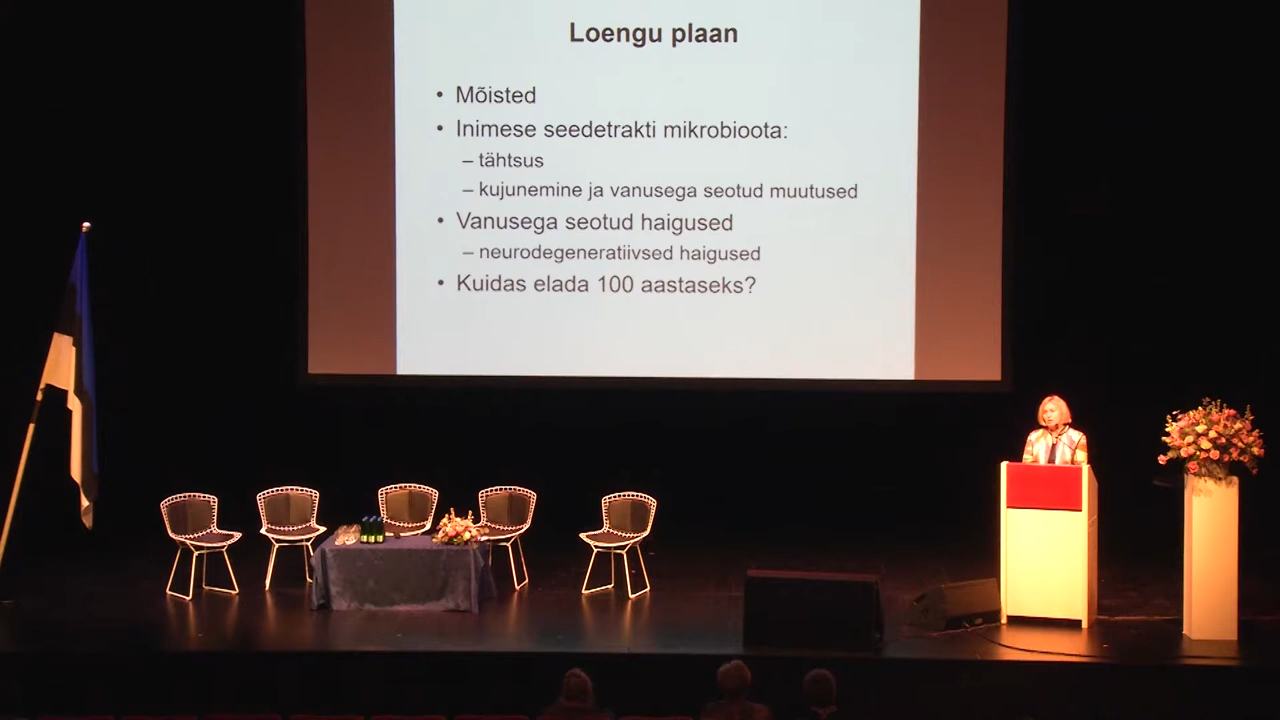 Loengu plaan
• Mõisted
• Inimese seedetrakti mikrobioota:
– tähtsus
– kujunemine ja vanusega seotud muutused
• Vanusega seotud haigused
– neurodegeneratiivsed haigused
• Kuidas elada 100 aastaseks?